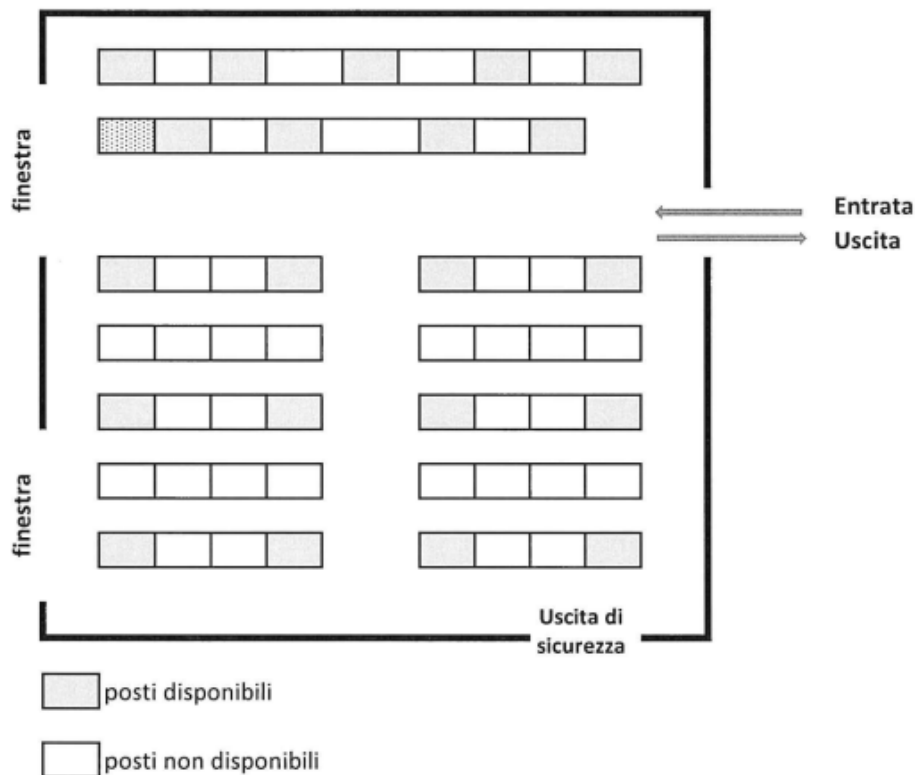 finestra
Entrata
Uscita
finestra
Uscita di
sicurezza
posti disponibili
posti non disponibili